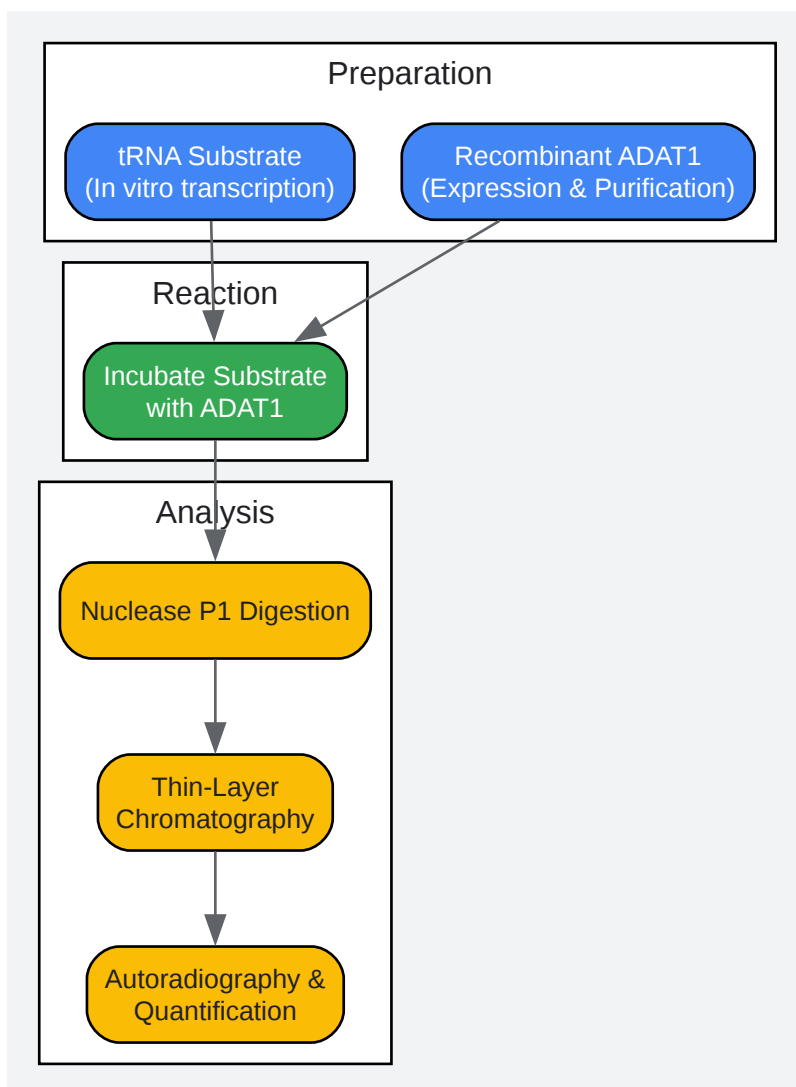 Preparation
tRNA Substrate
(In vitro transcription)
Recombinant ADAT1
(Expression & Purification)
Reaction
Incubate Substrate
with ADAT1
Analysis
Nuclease P1 Digestion
Thin-Layer
Chromatography
Autoradiography &
Quantification